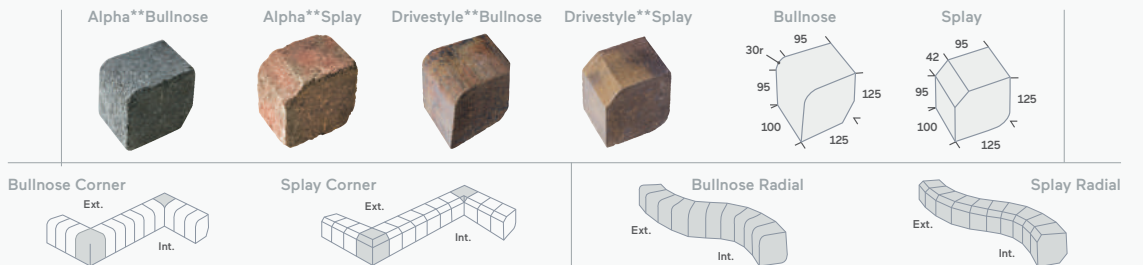 Alpha**Bullnose
Alpha**Splay
Drivestyle**Bullnose
Drivestyle**Splay
Bullnose
Splay
95
30r
95
100
125
125
95
42
95
100
125
125
Bullnose Corner
Ext.
Int.
Splay Corner
Ext.
Int.
Bullnose Radial
Ext.
Int.
Splay Radial
Ext.
Int.